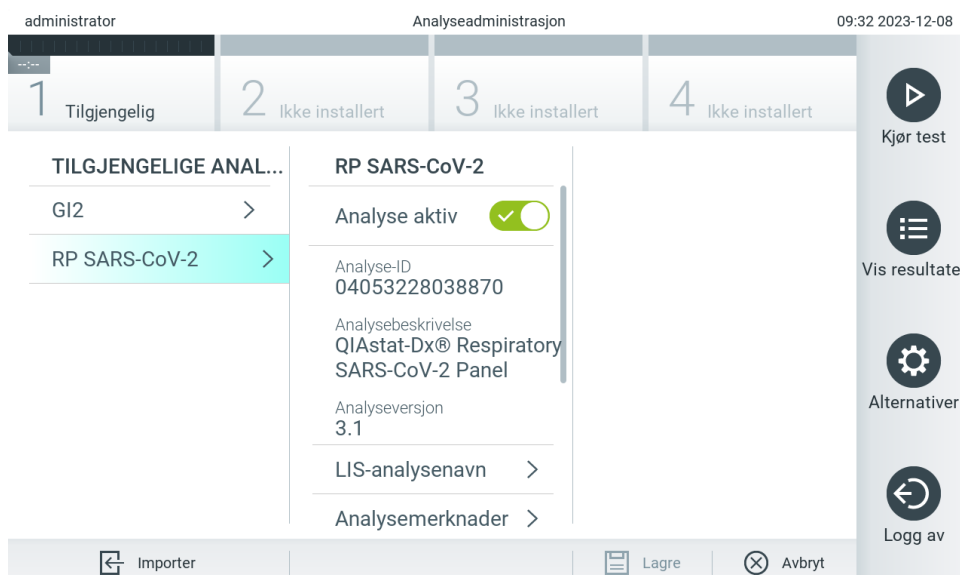 administrator
Analyseadministrasjon
09:32 2023-12-08
--:--
1 Tilgjengelig
2 Ikke installert
3 Ikke installert
4 Ikke installert
Kjør test
TILGJENGELIGE ANAL...
GI2
RP SARS-CoV-2
RP SARS-CoV-2
Analyse aktiv
Analyse-ID
04053228038870
Analysebeskrivelse
QIAstat-Dx® Respiratory
SARS-CoV-2 Panel
Analyseversjon
3.1
LIS-analysenavn
Analysemerknader
Vis resultate
Alternativer
Logg av
Importer
Lagre
Avbryt